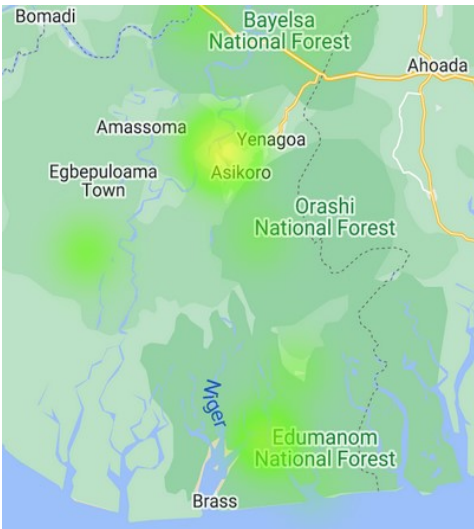 Bomadi
Bayelsa
National Forest
Ahoada
Amassoma
Yenagoa
Egbepuloama
Town
Asikoro
Orashi
National Forest
Niger
Edumanom
National Forest
Brass